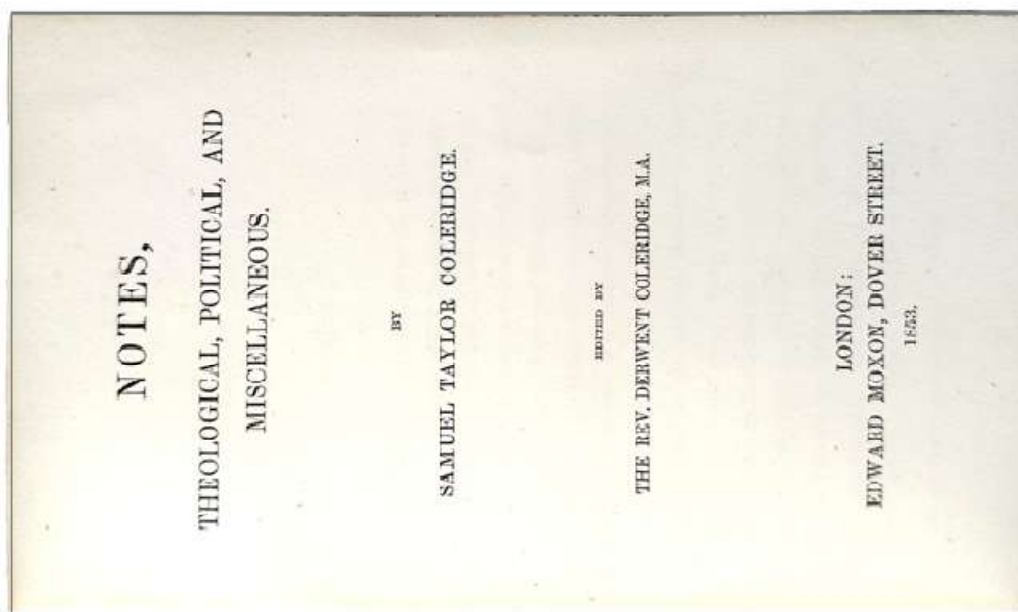 NOTES,
THEOLOGICAL, POLITICAL, AND
MISCELLANEOUS.
BY
SAMUEL TAYLOR COLERIDGE.
EDITED BY
THE REV. DERWENT COLERIDGE, M.A.
LONDON:
EDWARD MOXON, DOVER STREET.
1853.